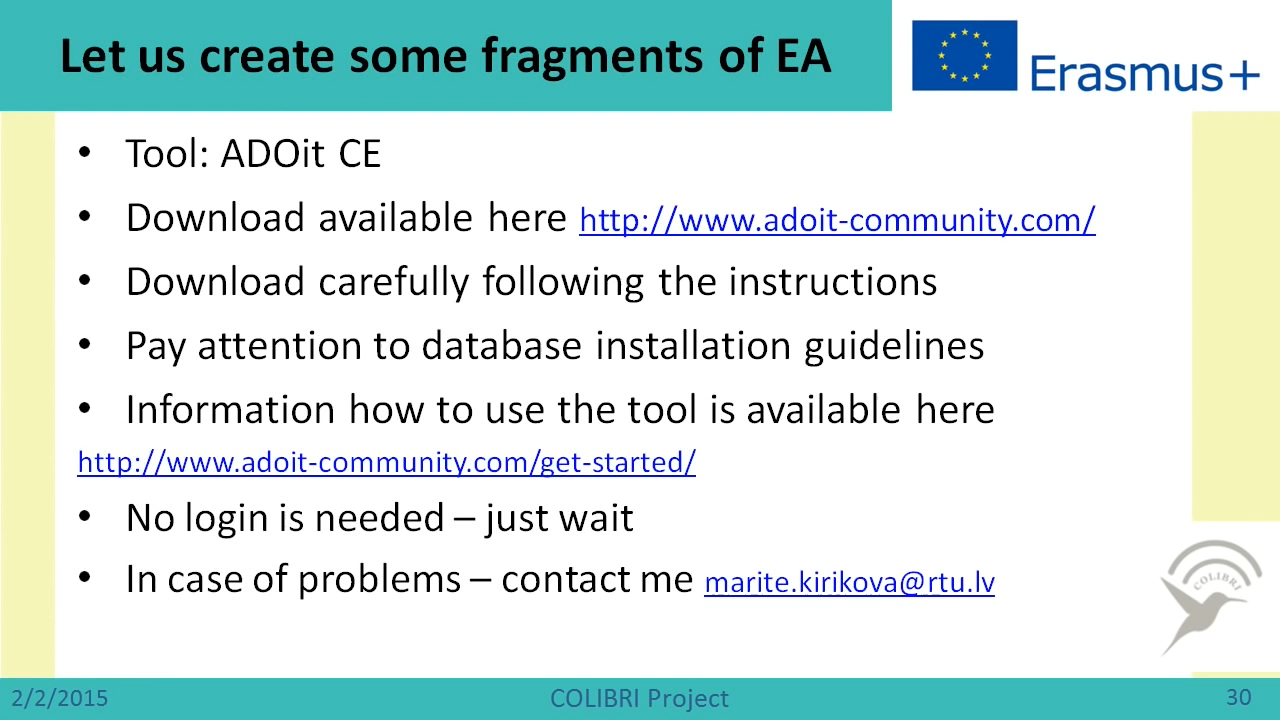 Let us create some fragments of EA
Erasmus+
• Tool: ADOit CE
• Download available here http://www.adoit-community.com/
• Download carefully following the instructions
• Pay attention to database installation guidelines
• Information how to use the tool is available here
http://www.adoit-community.com/get-started/
• No login is needed – just wait
• In case of problems – contact me marite.kirikova@rtu.lv
COLIBRI
2/2/2015
COLIBRI Project
30